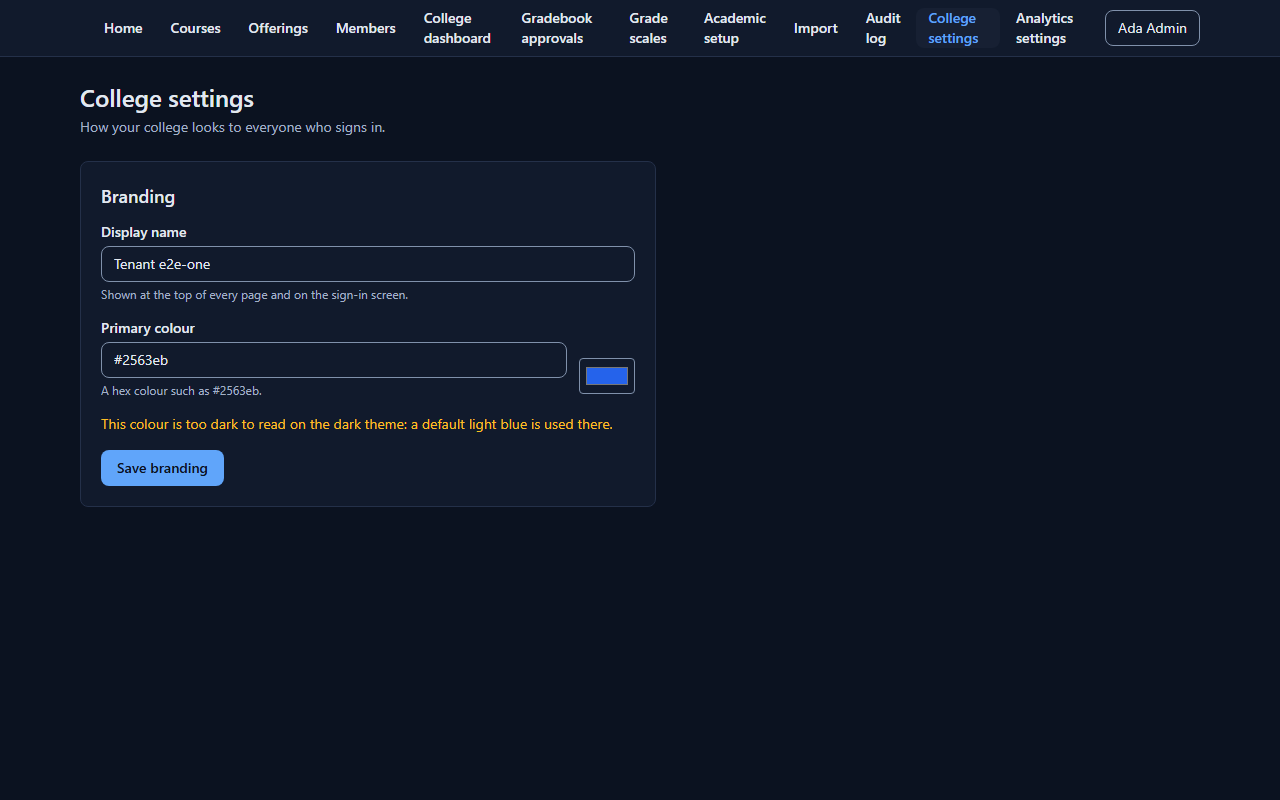 Home
Courses
Offerings
Members
College dashboard
Gradebook approvals
Grade scales
Academic setup
Import
Audit log
College settings
Analytics settings
Ada Admin
College settings
How your college looks to everyone who signs in.
Branding
Display name
Tenant e2e-one
Shown at the top of every page and on the sign-in screen.
Primary colour
#2563eb
A hex colour such as #2563eb.
This colour is too dark to read on the dark theme: a default light blue is used there.
Save branding